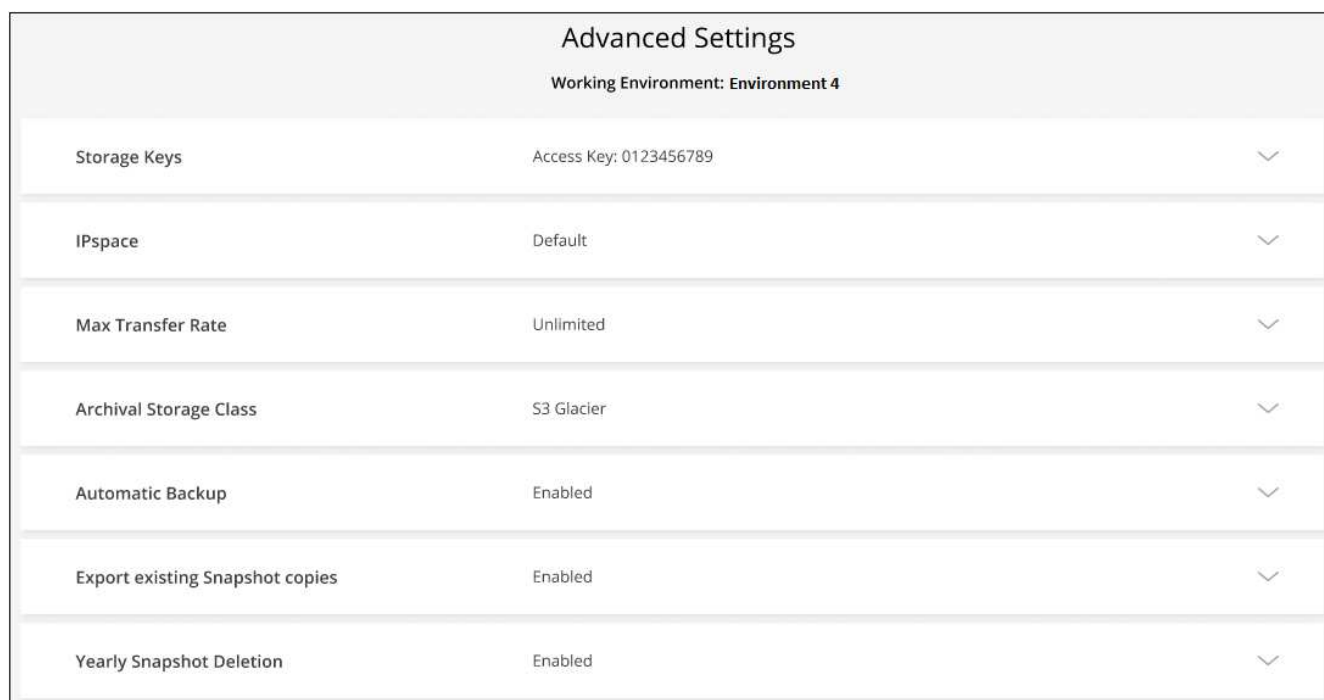 Advanced Settings
Working Environment: Environment 4
Storage Keys Access Key: 0123456789
IPspace Default
Max Transfer Rate Unlimited
Archival Storage Class S3 Glacier
Automatic Backup Enabled
Export existing Snapshot copies Enabled
Yearly Snapshot Deletion Enabled